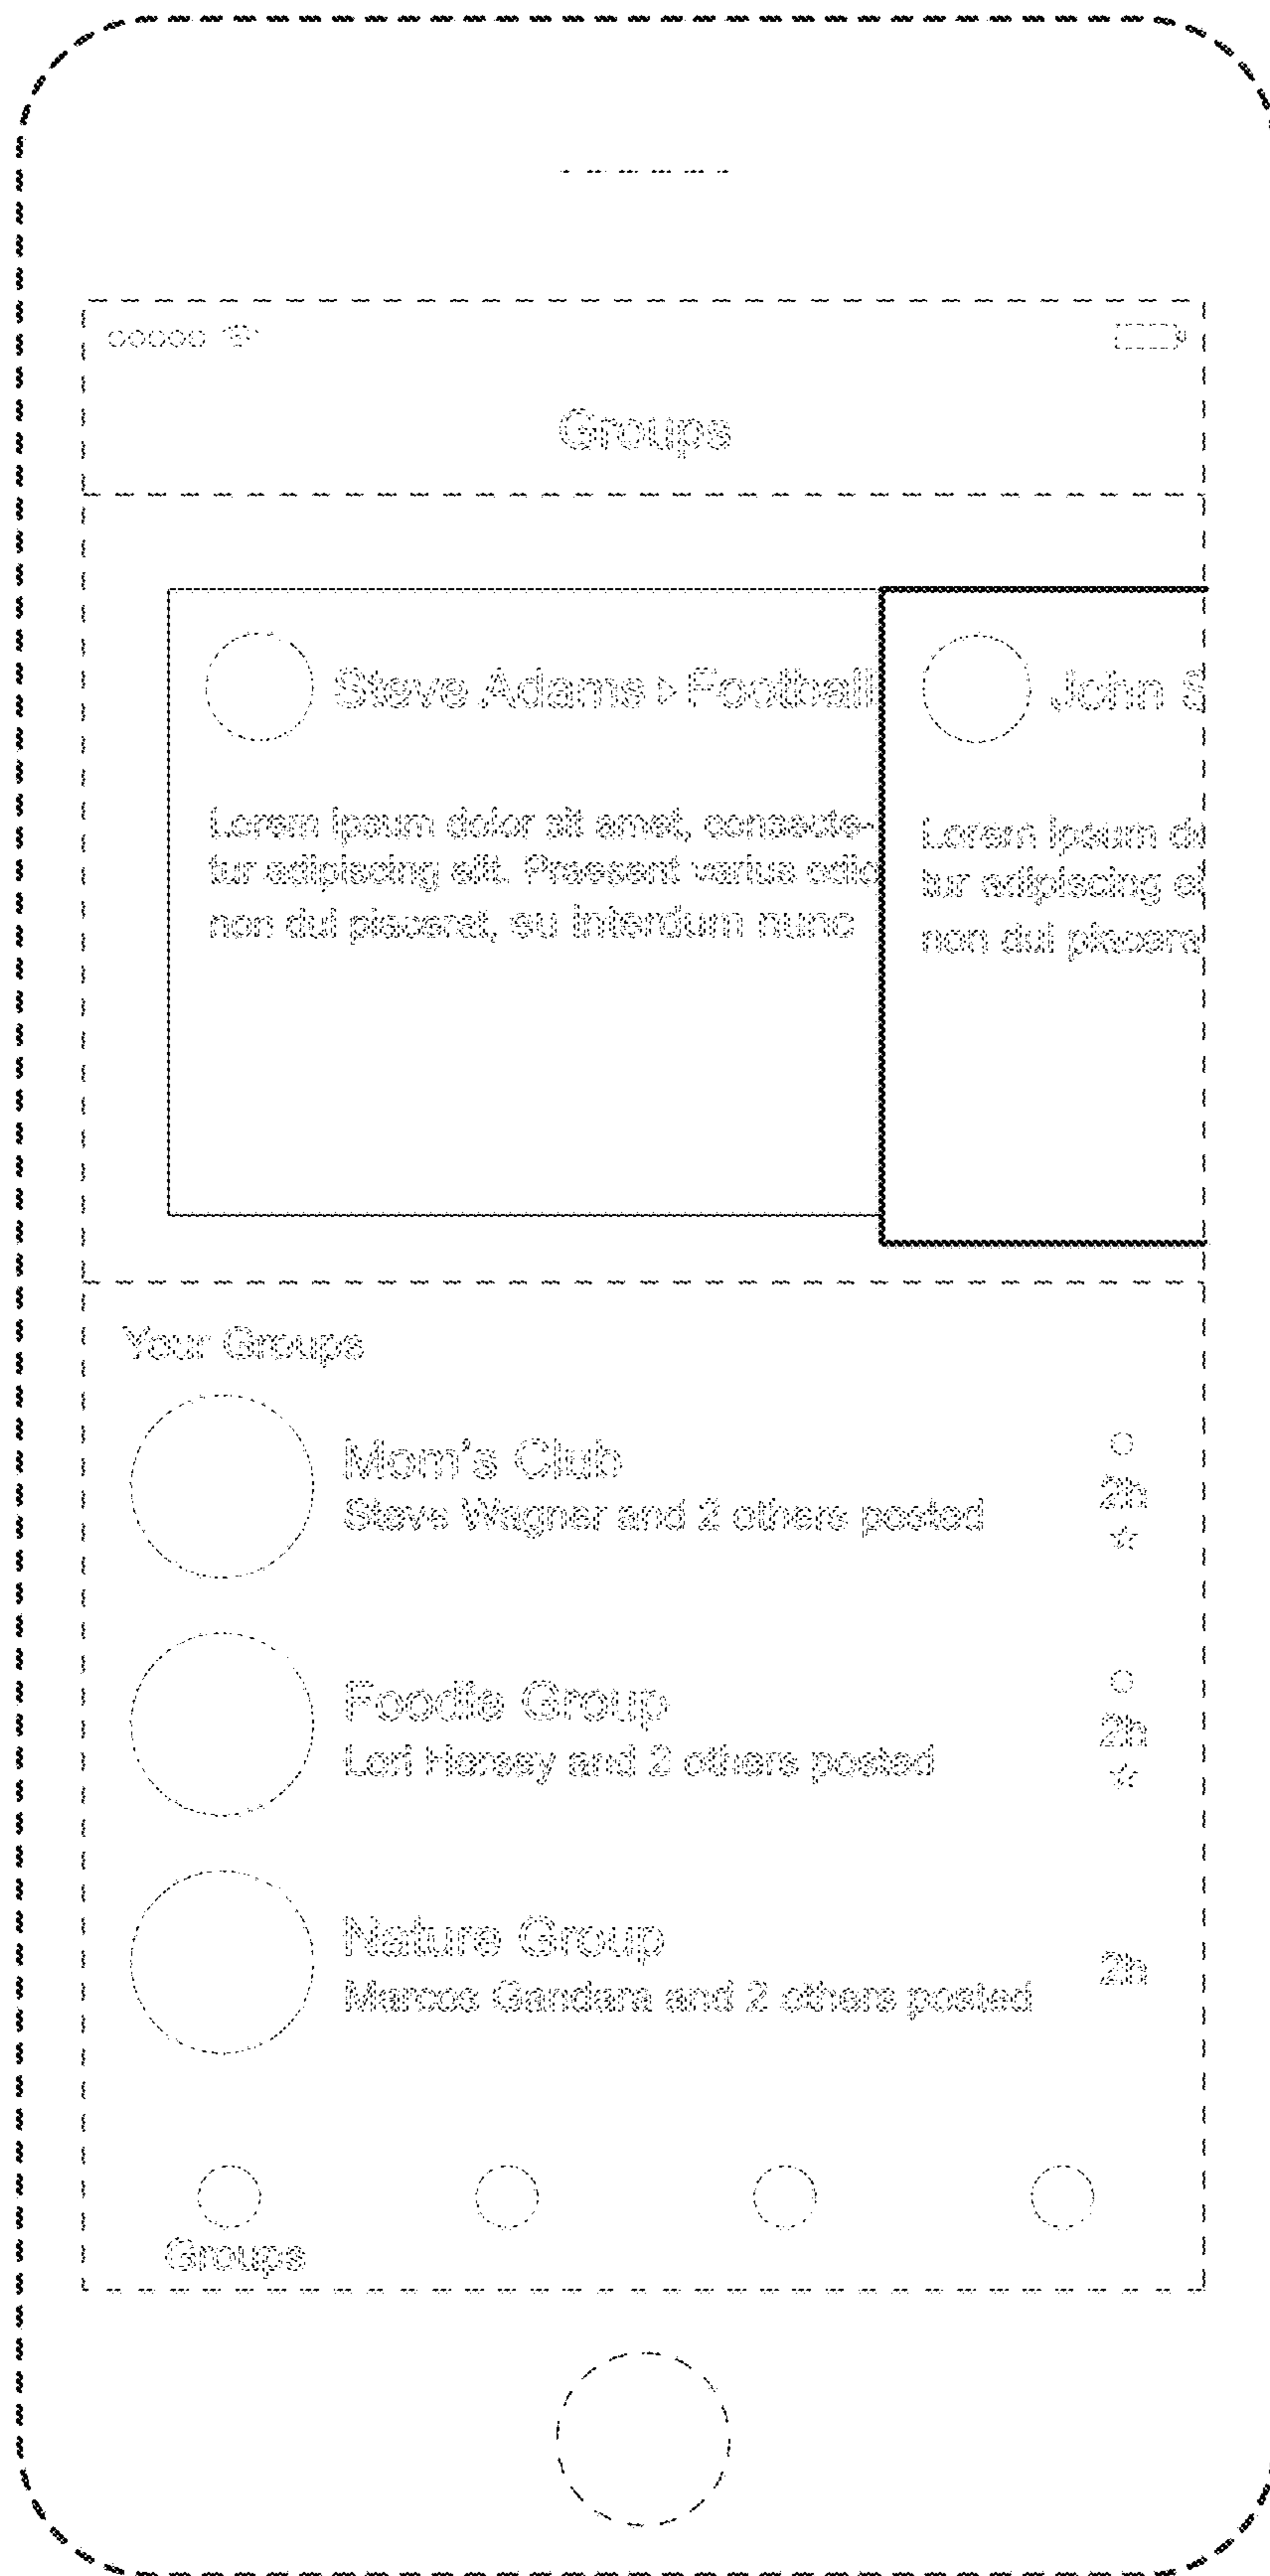 Groups
Steve Adams ▹ Football
Lorem ipsum dolor sit amet, consecte-
tur adipiscing elit. Praesent varius odio
non dui placerat, eu interdum nunc
John
Lorem ipsum
tur adipiscing
non dui
Your Groups
Mom's Club
Steve Wagner and 2 others posted
2h
Foodie Group
Lori Hersey and 2 others posted
2h
Nature Group
Marcos Gandara and 2 others posted
2h
Groups